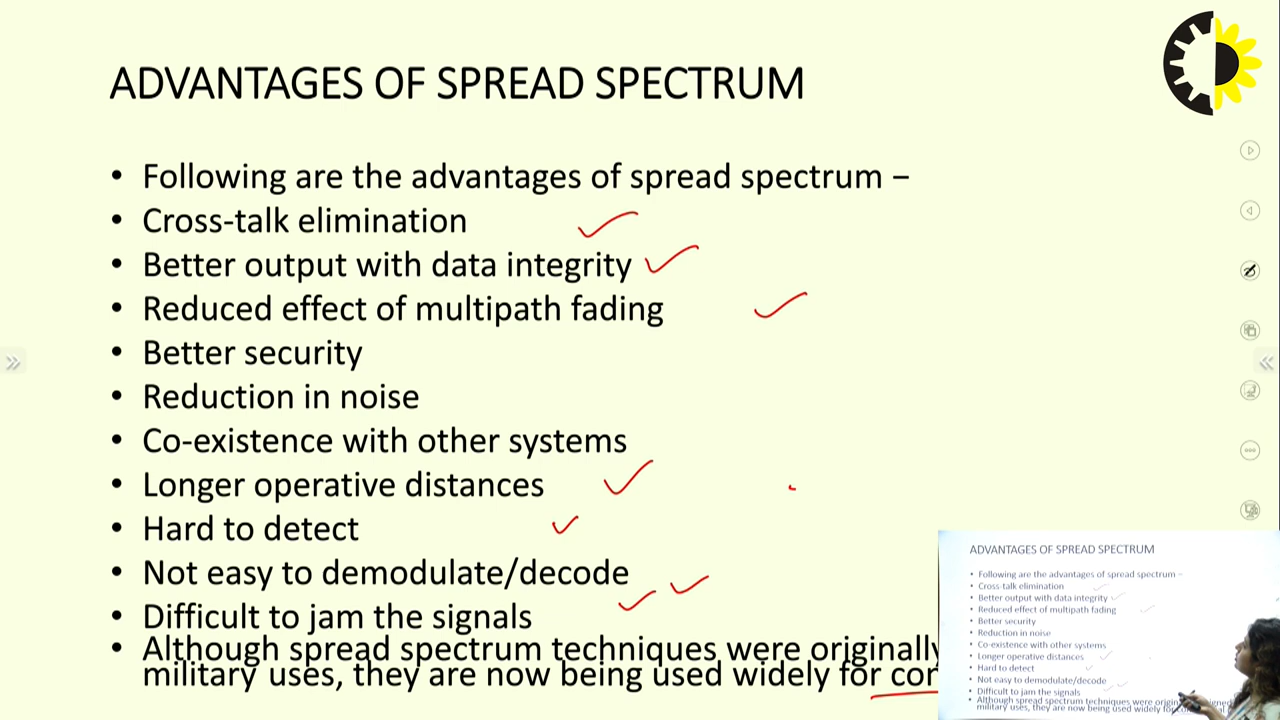 ADVANTAGES OF SPREAD SPECTRUM
• Following are the advantages of spread spectrum –
• Cross-talk elimination
• Better output with data integrity
• Reduced effect of multipath fading
• Better security
• Reduction in noise
• Co-existence with other systems
• Longer operative distances
• Hard to detect
• Not easy to demodulate/decode
• Difficult to jam the signals
• Although spread spectrum techniques were originally
military uses, they are now being used widely for
ADVANTAGES OF SPREAD SPECTRUM
• Following are the advantages of spread spectrum –
• Cross-talk elimination
• Better output with data integrity
• Reduced effect of multipath fading
• Better security
• Reduction in noise
• Co-existence with other systems
• Longer operative distances
• Hard to detect
• Not easy to demodulate/decode
• Difficult to jam the signals
• Although spread spectrum techniques were
military uses, they are now being used widely